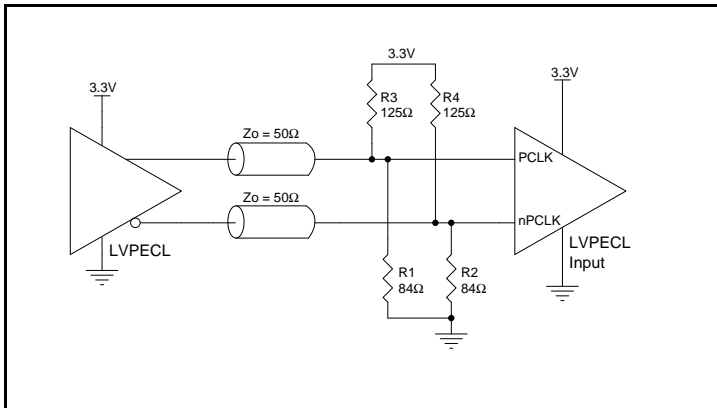 3.3V
3.3V
3.3V
R3
125Ω
R4
125Ω
Zo = 50Ω
PCLK
Zo = 50Ω
nPCLK
LVPECL
LVPECL
Input
R1
84Ω
R2
84Ω